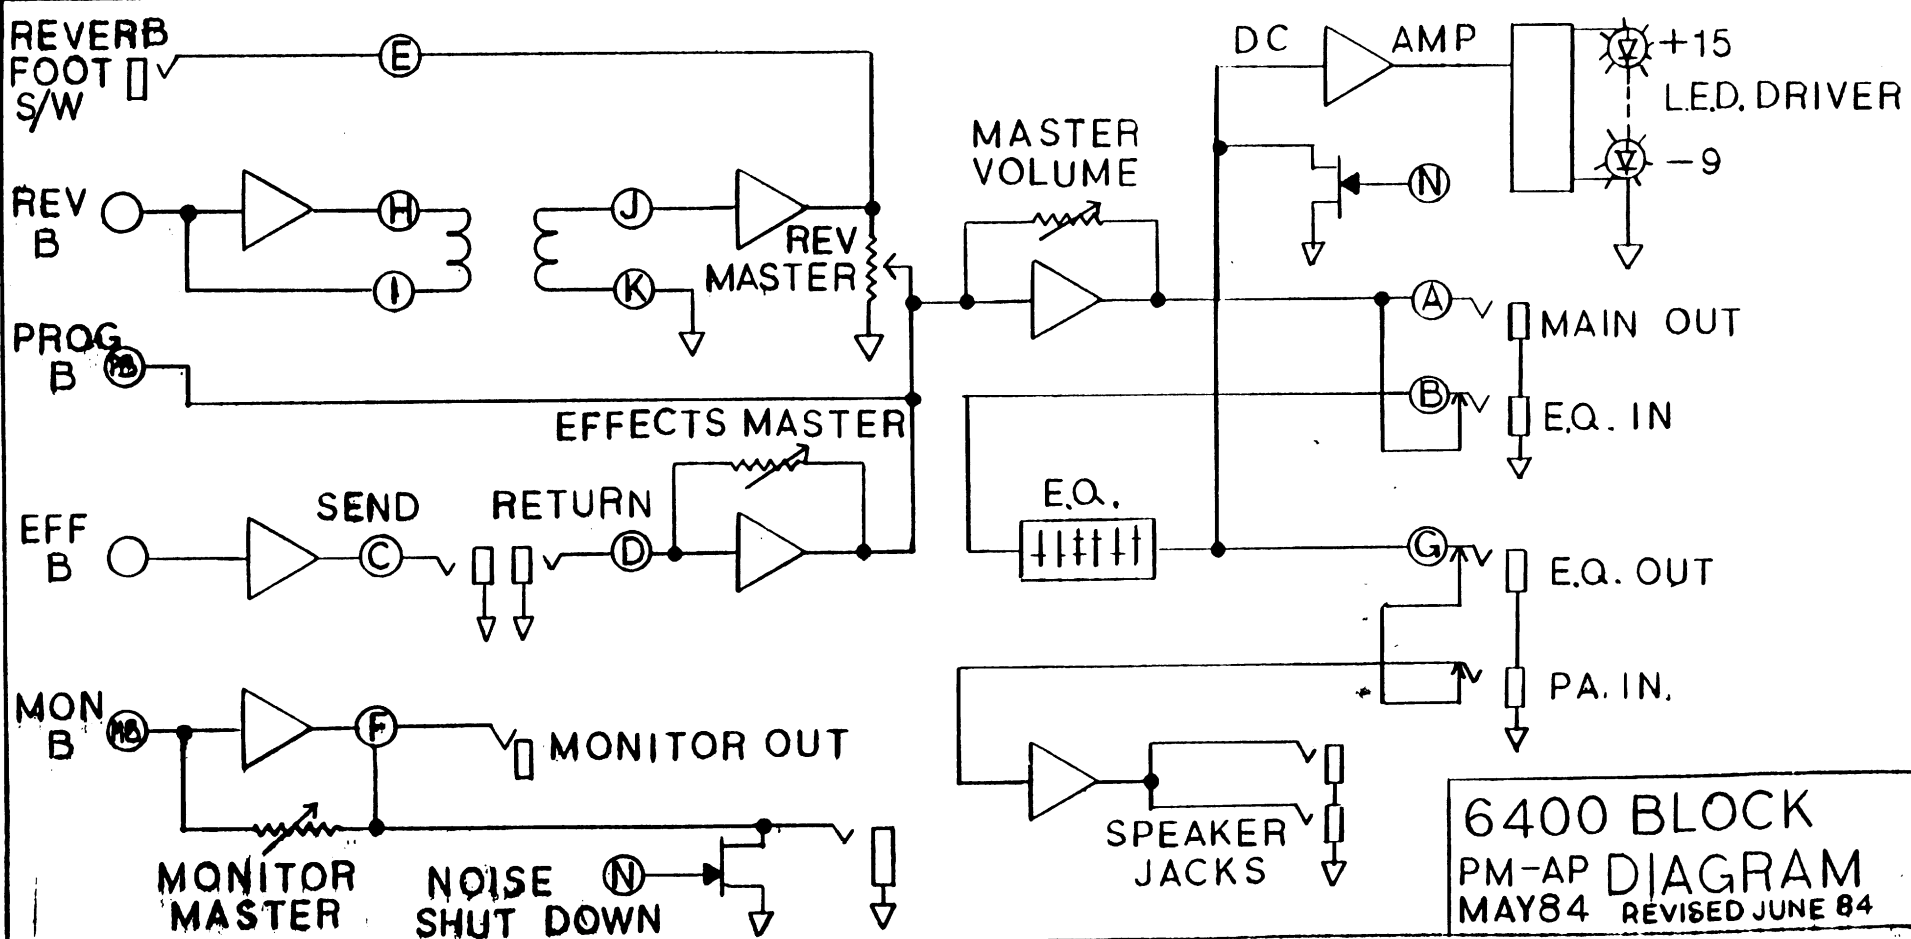 REVERB
FOOT
S/W
E
REV
B
H
I
J
K
REV
MASTER
PROG
B
MB
EFFECTS MASTER
EFF
B
SEND
C
RETURN
D
MON
B
MB
F
MONITOR OUT
MONITOR
MASTER
NOISE
SHUT DOWN
N
MASTER
VOLUME
DC AMP
+15
L.E.D. DRIVER
-9
N
A
MAIN OUT
B
E.Q. IN
E.Q.
G
E.Q. OUT
PA. IN.
SPEAKER
JACKS
6400 BLOCK
PM-AP DIAGRAM
MAY84 REVISED JUNE 84